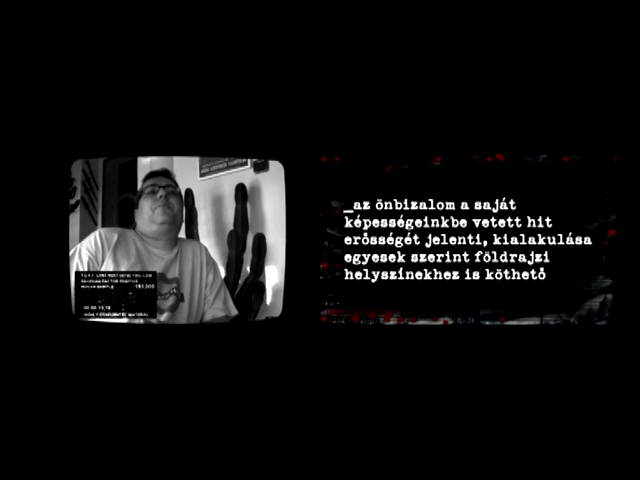 _az önbizalom a saját
képességeinkbe vetett hit
erősségét jelenti, kialakulása
egyesek szerint földrajzi
helyszínekhez is köthető